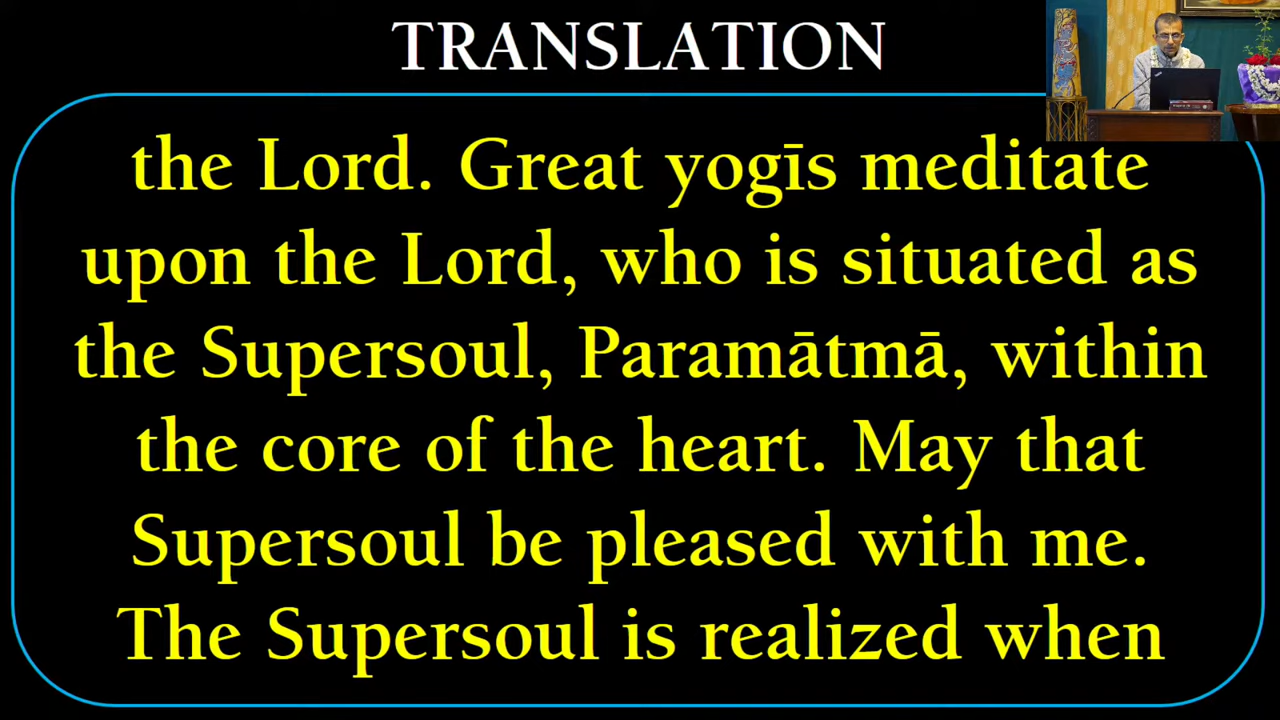 TRANSLATION
the Lord. Great yogīs meditate
upon the Lord, who is situated as
the Supersoul, Paramātmā, within
the core of the heart. May that
Supersoul be pleased with me.
The Supersoul is realized when